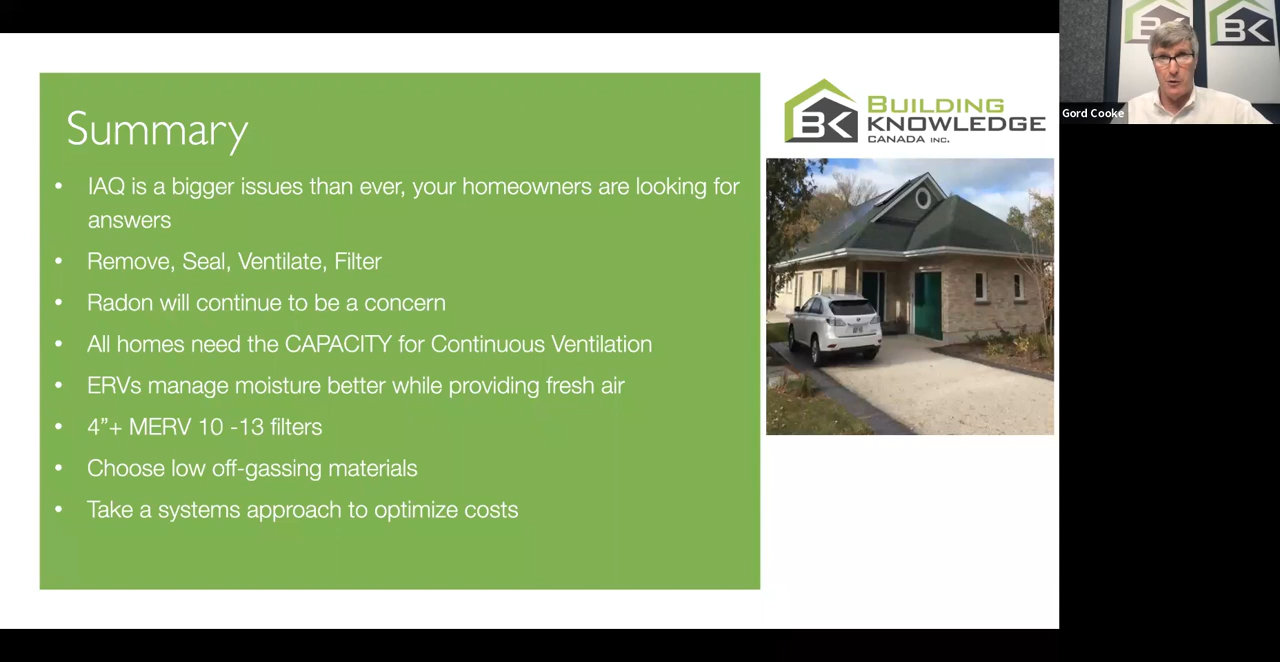 Summary
• IAQ is a bigger issues than ever, your homeowners are looking for
answers
• Remove, Seal, Ventilate, Filter
• Radon will continue to be a concern
• All homes need the CAPACITY for Continuous Ventilation
• ERVs manage moisture better while providing fresh air
• 4”+ MERV 10 -13 filters
• Choose low off-gassing materials
• Take a systems approach to optimize costs
BK
BUILDING
KNOWLEDGE
CANADA INC.
BK
BK
Gord Cooke